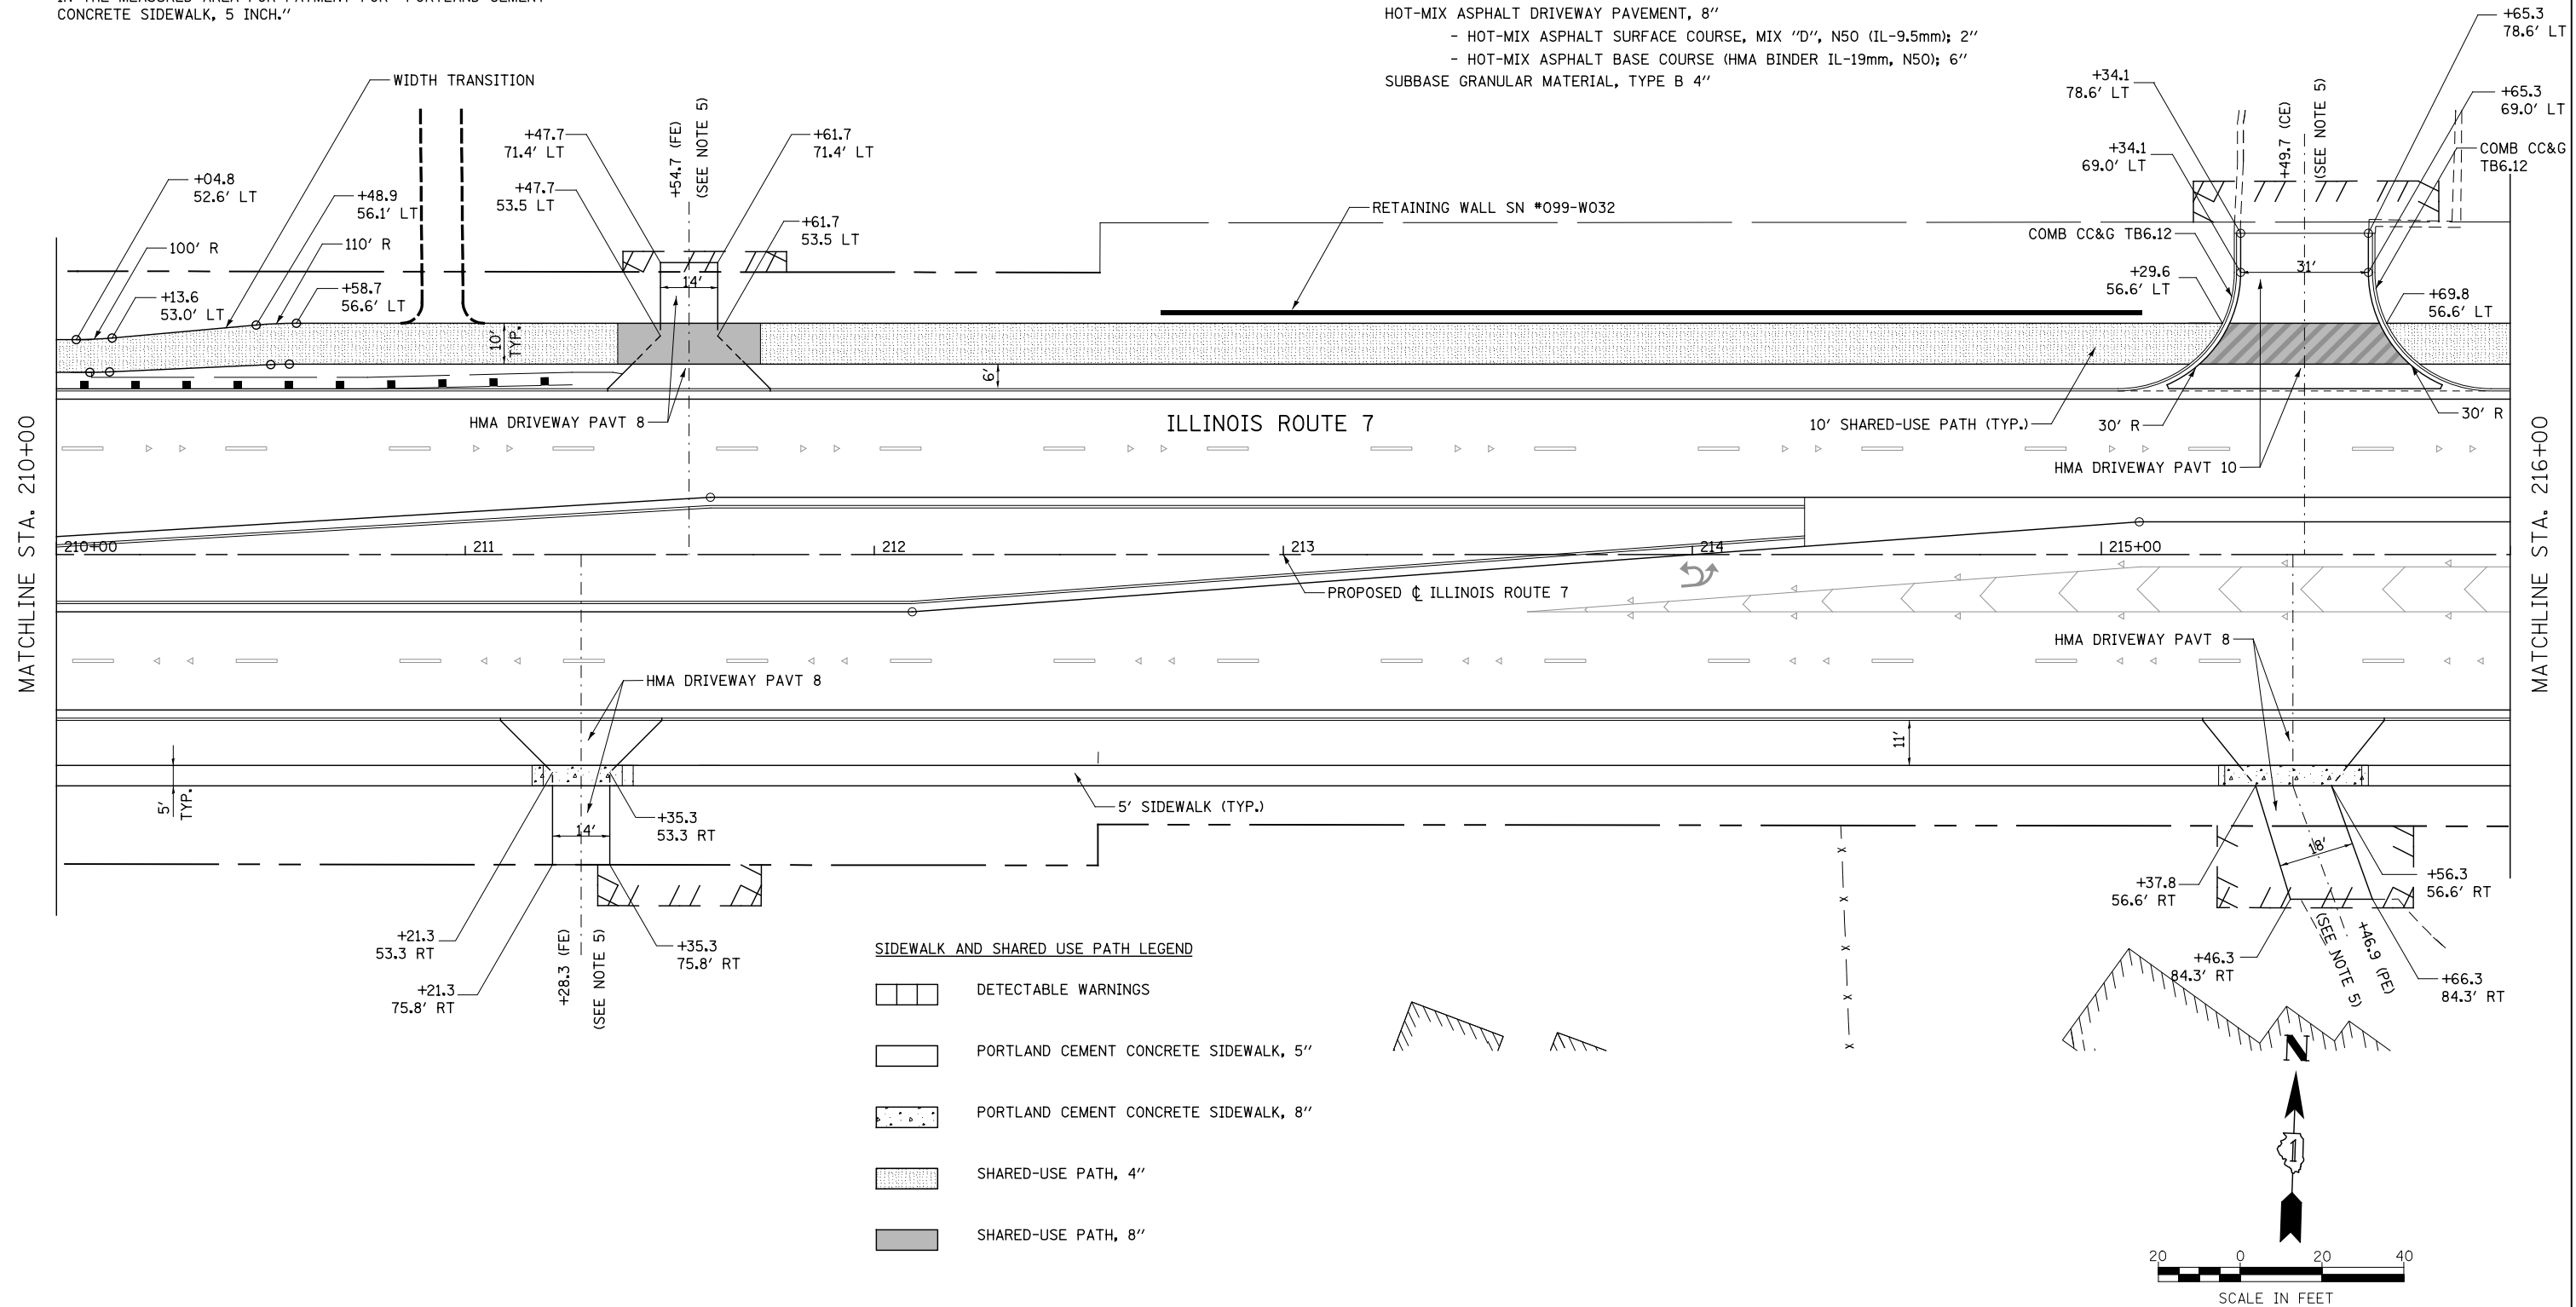 CONCRETE SIDEWALK, 5 INCH."
HOT-MIX ASPHALT DRIVEWAY PAVEMENT, 8"
- HOT-MIX ASPHALT SURFACE COURSE, MIX "D", N50 (IL-9.5mm); 2"
- HOT-MIX ASPHALT BASE COURSE (HMA BINDER IL-19mm, N50); 6"
SUBBASE GRANULAR MATERIAL, TYPE B 4"
+65.3
78.6' LT
+34.1
78.6' LT
+65.3
69.0' LT
+34.1
69.0' LT
+49.7 (CE)
(SEE NOTE 5)
COMB CC&G
TB6.12
WIDTH TRANSITION
+04.8
52.6' LT
+48.9
56.1' LT
100' R
110' R
+13.6
53.0' LT
+58.7
56.6' LT
+47.7
71.4' LT
+47.7
53.5 LT
+54.7 (FE)
(SEE NOTE 5)
+61.7
71.4' LT
+61.7
53.5 LT
14'
10'
TYP.
6'
RETAINING WALL SN #099-W032
COMB CC&G TB6.12
+29.6
56.6' LT
31'
+69.8
56.6' LT
HMA DRIVEWAY PAVT 8
ILLINOIS ROUTE 7
10' SHARED-USE PATH (TYP.)
30' R
30' R
HMA DRIVEWAY PAVT 10
MATCHLINE STA. 210+00
MATCHLINE STA. 216+00
210+00
211
212
213
214
215+00
PROPOSED ℄ ILLINOIS ROUTE 7
HMA DRIVEWAY PAVT 8
HMA DRIVEWAY PAVT 8
11'
5'
TYP.
5' SIDEWALK (TYP.)
14'
+35.3
53.3 RT
+21.3
53.3 RT
+35.3
75.8' RT
+21.3
75.8' RT
+28.3 (FE)
(SEE NOTE 5)
18'
+37.8
56.6' RT
+56.3
56.6' RT
+46.3
84.3' RT
+66.3
84.3' RT
+46.9 (PE)
(SEE NOTE 5)
x
x
x
x
x
SIDEWALK AND SHARED USE PATH LEGEND
DETECTABLE WARNINGS
PORTLAND CEMENT CONCRETE SIDEWALK, 5"
PORTLAND CEMENT CONCRETE SIDEWALK, 8"
SHARED-USE PATH, 4"
SHARED-USE PATH, 8"
N
1
20 0 20 40
SCALE IN FEET